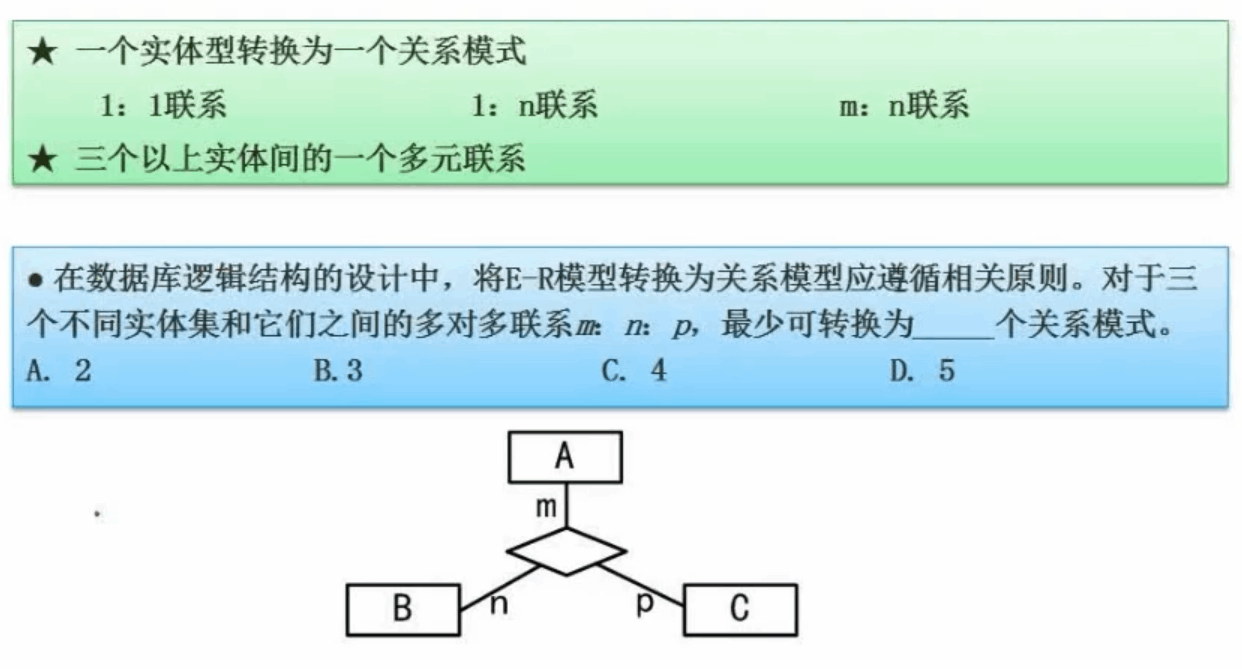 ★ 一个实体型转换为一个关系模式
1：1联系 1：n联系 m：n联系
★ 三个以上实体间的一个多元联系
● 在数据库逻辑结构的设计中，将E-R模型转换为关系模型应遵循相关原则。对于三
个不同实体集和它们之间的多对多联系m：n：p，最少可转换为_____个关系模式。
A. 2 B.3 C. 4 D. 5
A
m
B n p C